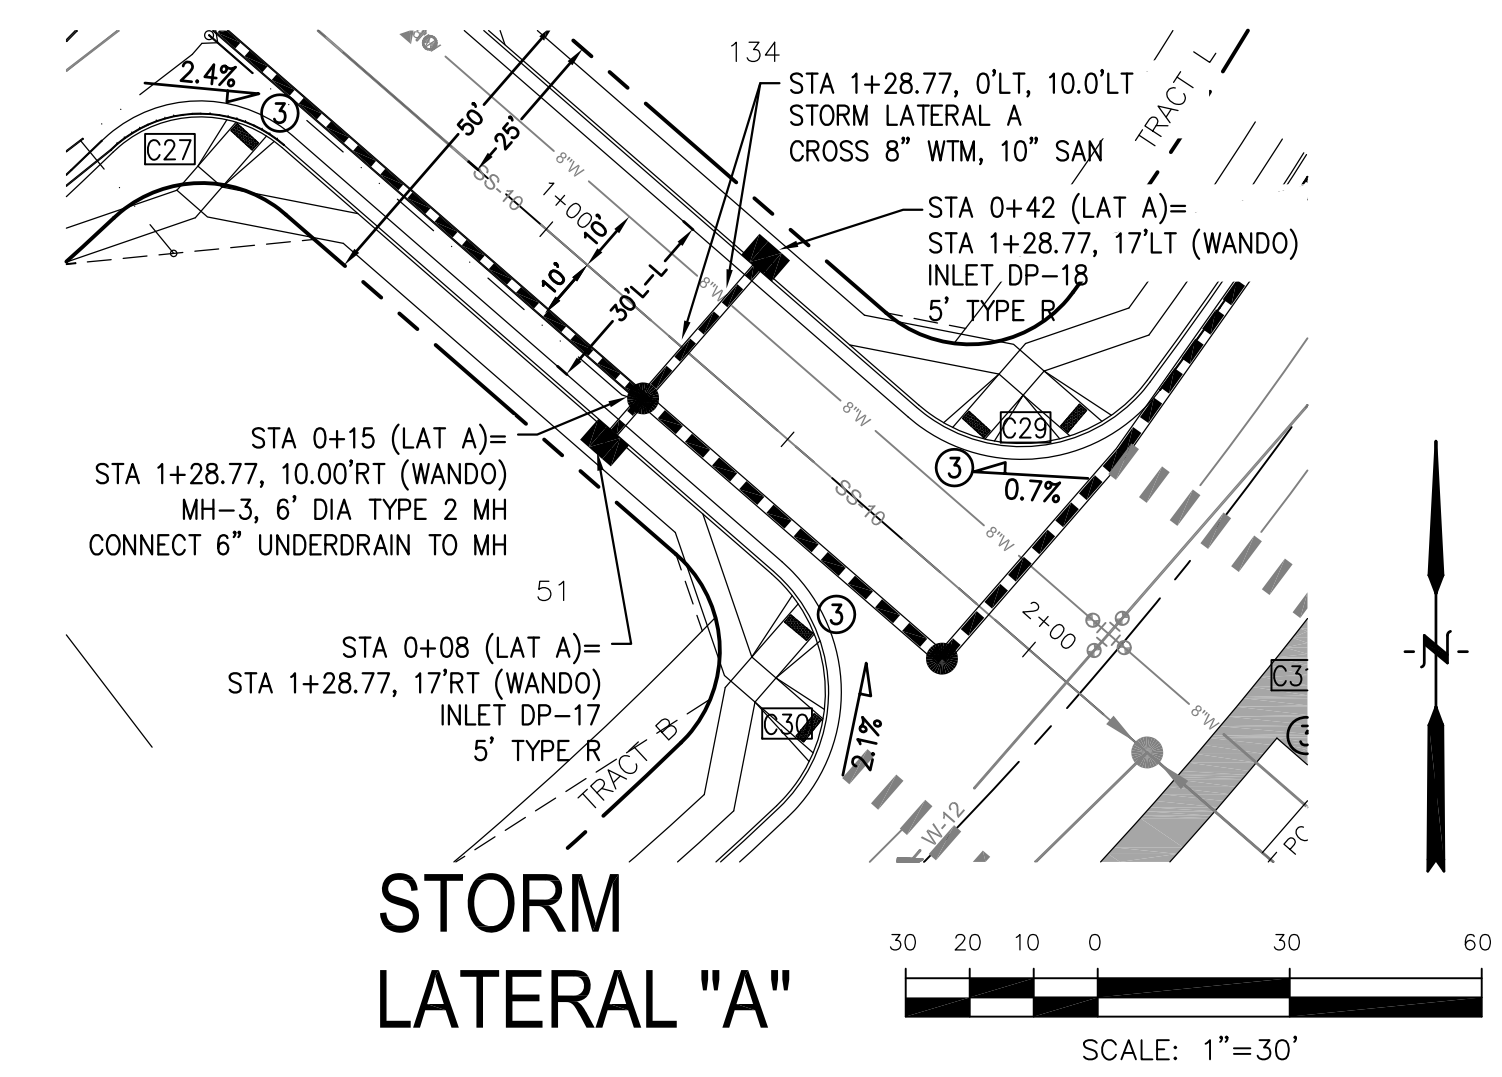 134
STA 1+28.77, 0'LT, 10.0'LT
STORM LATERAL A
CROSS 8" WTM, 10" SAN
TRACT L
2.4%
3
C27
50'
25'
8"W
SS-10
1+00
10'
10'
30'L-L
8"W
STA 0+42 (LAT A)=
STA 1+28.77, 17'LT (WANDO)
INLET DP-18
5' TYPE R
8"W
C29
3
0.7%
SS-10
8"W
STA 0+15 (LAT A)=
STA 1+28.77, 10.00'RT (WANDO)
MH-3, 6' DIA TYPE 2 MH
CONNECT 6" UNDERDRAIN TO MH
51
3
2+00
STA 0+08 (LAT A)=
STA 1+28.77, 17'RT (WANDO)
INLET DP-17
5' TYPE R
TRACT B
C30
2.1%
8"W
C31
3
W-12
N
STORM
LATERAL "A"
30 20 10 0 30 60
SCALE: 1"=30'